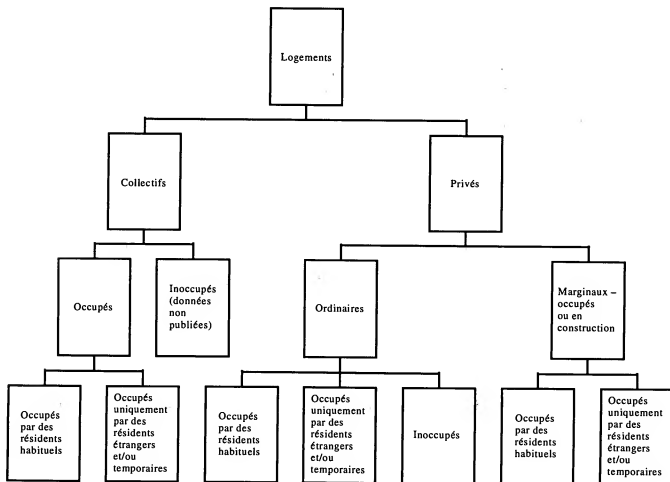 Logements
Collectifs
Privés
Occupés
Inoccupés
(données
non
publiées)
Ordinaires
Marginaux –
occupés
ou en
construction
Occupés
par des
résidents
habituels
Occupés
uniquement
par des
résidents
étrangers
et/ou
temporaires
Occupés
par des
résidents
habituels
Occupés
uniquement
par des
résidents
étrangers
et/ou
temporaires
Inoccupés
Occupés
par des
résidents
habituels
Occupés
uniquement
par des
résidents
étrangers
et/ou
temporaires